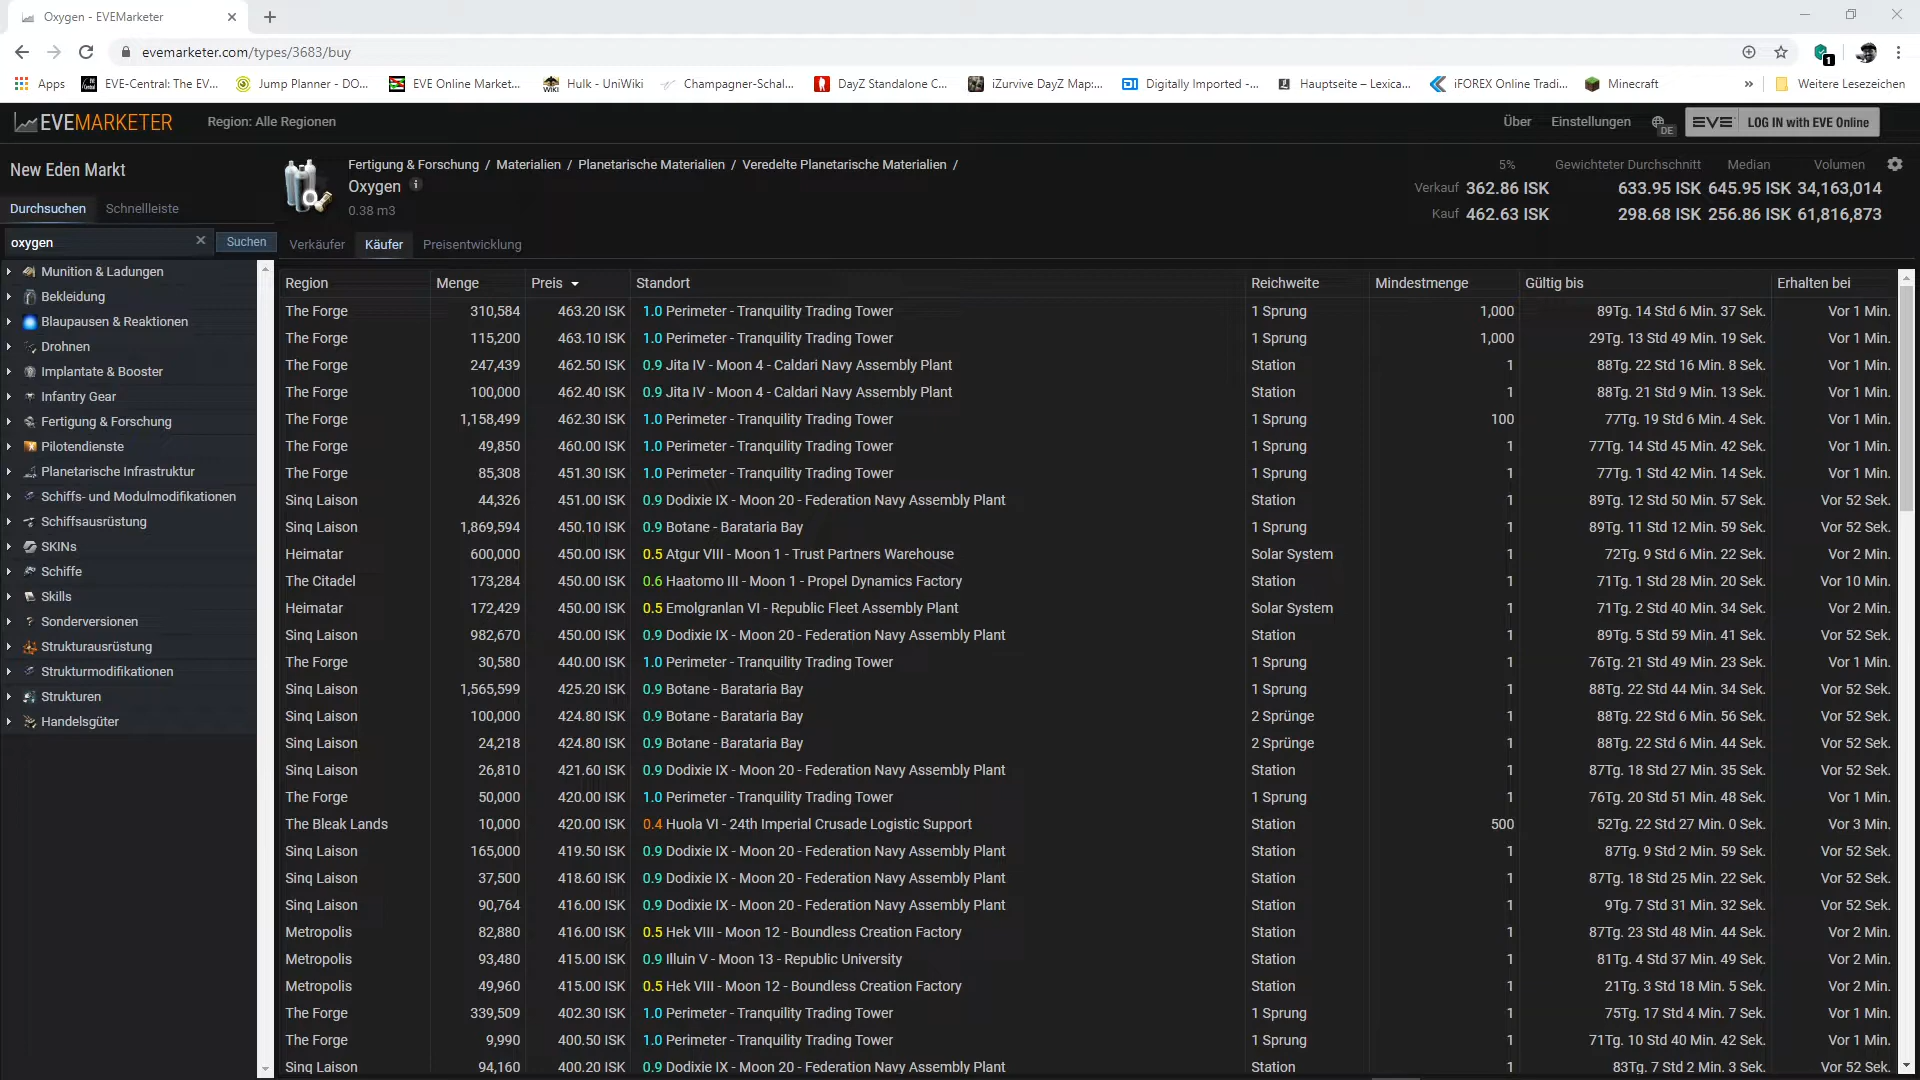 Oxygen - EVEMarketer
evemarketer.com/types/3683/buy
1
Apps EVE-Central: The EV... Jump Planner - DO... EVE Online Market... Hulk - UniWiki Champagner-Schal... DayZ Standalone C... iZurvive DayZ Map:... Digitally Imported -... Hauptseite – Lexica... iFOREX Online Tradi... Minecraft » Weitere Lesezeichen
EVEMARKETER Region: Alle Regionen Über Einstellungen DE EVE LOG IN with EVE Online
New Eden Markt
Durchsuchen Schnellleiste
oxygen Suchen
Munition & Ladungen
Bekleidung
Blaupausen & Reaktionen
Drohnen
Implantate & Booster
Infantry Gear
Fertigung & Forschung
Pilotendienste
Planetarische Infrastruktur
Schiffs- und Modulmodifikationen
Schiffsausrüstung
SKINs
Schiffe
Skills
Sonderversionen
Strukturausrüstung
Strukturmodifikationen
Strukturen
Handelsgüter
Fertigung & Forschung / Materialien / Planetarische Materialien / Veredelte Planetarische Materialien /
Oxygen
0.38 m3
5% Gewichteter Durchschnitt Median Volumen
Verkauf 362.86 ISK 633.95 ISK 645.95 ISK 34,163,014
Kauf 462.63 ISK 298.68 ISK 256.86 ISK 61,816,873
Verkäufer Käufer Preisentwicklung
Region Menge Preis Standort Reichweite Mindestmenge Gültig bis Erhalten bei
The Forge 310,584 463.20 ISK 1.0 Perimeter - Tranquility Trading Tower 1 Sprung 1,000 89Tg. 14 Std 6 Min. 37 Sek. Vor 1 Min.
The Forge 115,200 463.10 ISK 1.0 Perimeter - Tranquility Trading Tower 1 Sprung 1,000 29Tg. 13 Std 49 Min. 19 Sek. Vor 1 Min.
The Forge 247,439 462.50 ISK 0.9 Jita IV - Moon 4 - Caldari Navy Assembly Plant Station 1 88Tg. 22 Std 16 Min. 8 Sek. Vor 1 Min.
The Forge 100,000 462.40 ISK 0.9 Jita IV - Moon 4 - Caldari Navy Assembly Plant Station 1 88Tg. 21 Std 9 Min. 13 Sek. Vor 1 Min.
The Forge 1,158,499 462.30 ISK 1.0 Perimeter - Tranquility Trading Tower 1 Sprung 100 77Tg. 19 Std 6 Min. 4 Sek. Vor 1 Min.
The Forge 49,850 460.00 ISK 1.0 Perimeter - Tranquility Trading Tower 1 Sprung 1 77Tg. 14 Std 45 Min. 42 Sek. Vor 1 Min.
The Forge 85,308 451.30 ISK 1.0 Perimeter - Tranquility Trading Tower 1 Sprung 1 77Tg. 1 Std 42 Min. 14 Sek. Vor 1 Min.
Sinq Laison 44,326 451.00 ISK 0.9 Dodixie IX - Moon 20 - Federation Navy Assembly Plant Station 1 89Tg. 12 Std 50 Min. 57 Sek. Vor 52 Sek.
Sinq Laison 1,869,594 450.10 ISK 0.9 Botane - Barataria Bay 1 Sprung 1 89Tg. 11 Std 12 Min. 59 Sek. Vor 52 Sek.
Heimatar 600,000 450.00 ISK 0.5 Atgur VIII - Moon 1 - Trust Partners Warehouse Solar System 1 72Tg. 9 Std 6 Min. 22 Sek. Vor 2 Min.
The Citadel 173,284 450.00 ISK 0.6 Haatomo III - Moon 1 - Propel Dynamics Factory Station 1 71Tg. 1 Std 28 Min. 20 Sek. Vor 10 Min.
Heimatar 172,429 450.00 ISK 0.5 Emolgranlan VI - Republic Fleet Assembly Plant Solar System 1 71Tg. 2 Std 40 Min. 34 Sek. Vor 2 Min.
Sinq Laison 982,670 450.00 ISK 0.9 Dodixie IX - Moon 20 - Federation Navy Assembly Plant Station 1 89Tg. 5 Std 59 Min. 41 Sek. Vor 52 Sek.
The Forge 30,580 440.00 ISK 1.0 Perimeter - Tranquility Trading Tower 1 Sprung 1 76Tg. 21 Std 49 Min. 23 Sek. Vor 1 Min.
Sinq Laison 1,565,599 425.20 ISK 0.9 Botane - Barataria Bay 1 Sprung 1 88Tg. 22 Std 44 Min. 34 Sek. Vor 52 Sek.
Sinq Laison 100,000 424.80 ISK 0.9 Botane - Barataria Bay 2 Sprünge 1 88Tg. 22 Std 6 Min. 56 Sek. Vor 52 Sek.
Sinq Laison 24,218 424.80 ISK 0.9 Botane - Barataria Bay 2 Sprünge 1 88Tg. 22 Std 6 Min. 44 Sek. Vor 52 Sek.
Sinq Laison 26,810 421.60 ISK 0.9 Dodixie IX - Moon 20 - Federation Navy Assembly Plant Station 1 87Tg. 18 Std 27 Min. 35 Sek. Vor 52 Sek.
The Forge 50,000 420.00 ISK 1.0 Perimeter - Tranquility Trading Tower 1 Sprung 1 76Tg. 20 Std 51 Min. 48 Sek. Vor 1 Min.
The Bleak Lands 10,000 420.00 ISK 0.4 Huola VI - 24th Imperial Crusade Logistic Support Station 500 52Tg. 22 Std 27 Min. 0 Sek. Vor 3 Min.
Sinq Laison 165,000 419.50 ISK 0.9 Dodixie IX - Moon 20 - Federation Navy Assembly Plant Station 1 87Tg. 9 Std 2 Min. 59 Sek. Vor 52 Sek.
Sinq Laison 37,500 418.60 ISK 0.9 Dodixie IX - Moon 20 - Federation Navy Assembly Plant Station 1 87Tg. 18 Std 25 Min. 22 Sek. Vor 52 Sek.
Sinq Laison 90,764 416.00 ISK 0.9 Dodixie IX - Moon 20 - Federation Navy Assembly Plant Station 1 9Tg. 7 Std 31 Min. 32 Sek. Vor 52 Sek.
Metropolis 82,880 416.00 ISK 0.5 Hek VIII - Moon 12 - Boundless Creation Factory Station 1 87Tg. 23 Std 48 Min. 44 Sek. Vor 2 Min.
Metropolis 93,480 415.00 ISK 0.9 Illuin V - Moon 13 - Republic University Station 1 81Tg. 4 Std 37 Min. 49 Sek. Vor 2 Min.
Metropolis 49,960 415.00 ISK 0.5 Hek VIII - Moon 12 - Boundless Creation Factory Station 1 21Tg. 3 Std 18 Min. 5 Sek. Vor 2 Min.
The Forge 339,509 402.30 ISK 1.0 Perimeter - Tranquility Trading Tower 1 Sprung 1 75Tg. 17 Std 4 Min. 7 Sek. Vor 1 Min.
The Forge 9,990 400.50 ISK 1.0 Perimeter - Tranquility Trading Tower 1 Sprung 1 71Tg. 10 Std 40 Min. 42 Sek. Vor 1 Min.
Sinq Laison 94,160 400.20 ISK 0.9 Dodixie IX - Moon 20 - Federation Navy Assembly Plant Station 1 83Tg. 7 Std 2 Min. 3 Sek. Vor 52 Sek.